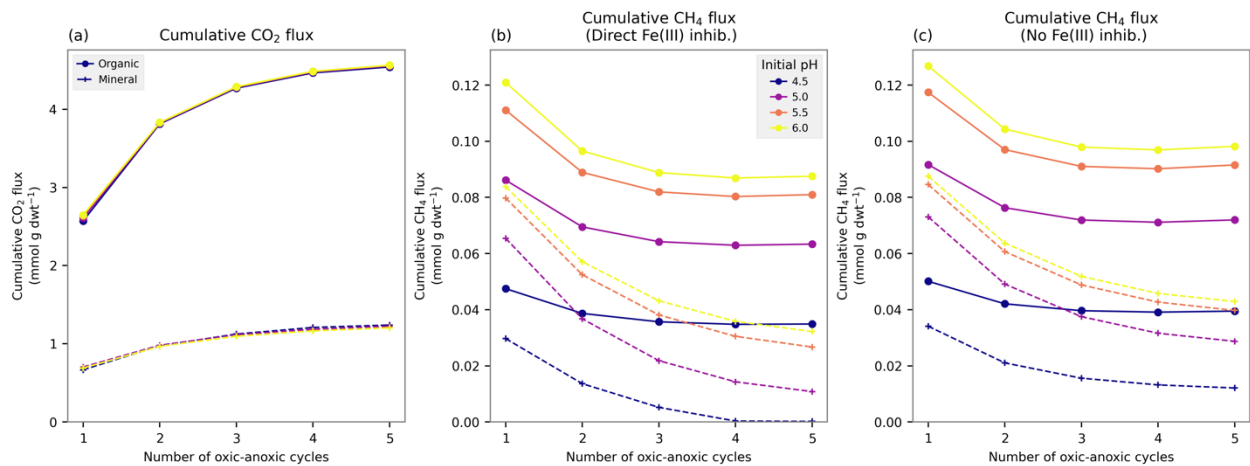 (a) Cumulative CO₂ flux
Organic
Mineral
Cumulative CO₂ flux
(mmol g dwt⁻¹)
4
3
2
1
0
1 2 3 4 5
Number of oxic-anoxic cycles
Cumulative CH₄ flux
(b) (Direct Fe(III) inhib.)
Initial pH
4.5
5.0
5.5
6.0
Cumulative CH₄ flux
(mmol g dwt⁻¹)
0.12
0.10
0.08
0.06
0.04
0.02
0.00
1 2 3 4 5
Number of oxic-anoxic cycles
Cumulative CH₄ flux
(c) (No Fe(III) inhib.)
Cumulative CH₄ flux
(mmol g dwt⁻¹)
0.12
0.10
0.08
0.06
0.04
0.02
0.00
1 2 3 4 5
Number of oxic-anoxic cycles